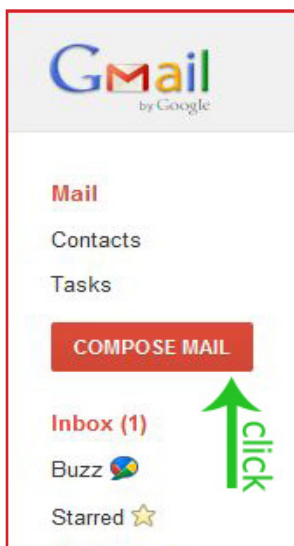 Gmail
by Google
Mail
Contacts
Tasks
COMPOSE MAIL
Inbox (1)
click
Buzz
Starred